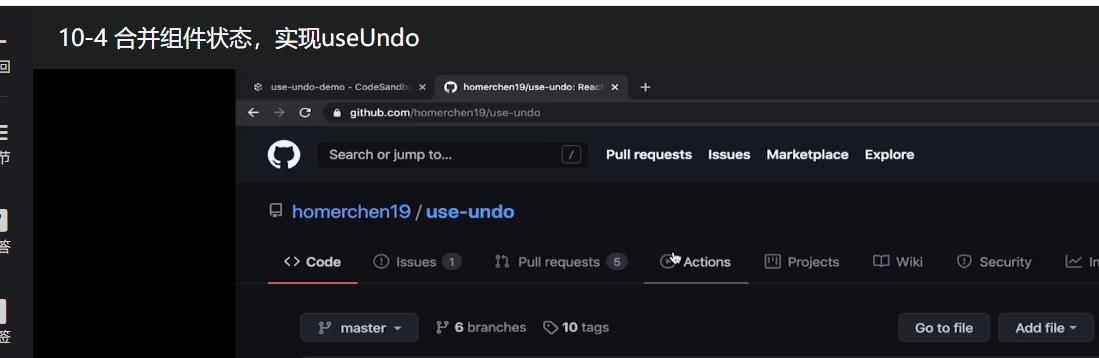 10-4 合并组件状态，实现useUndo
回
节
答
签
use-undo-demo - CodeSandb
homerchen19/use-undo: Reac
github.com/homerchen19/use-undo
Search or jump to... /
Pull requests Issues Marketplace Explore
homerchen19 / use-undo
Code Issues 1 Pull requests 5 Actions Projects Wiki Security In
master 6 branches 10 tags Go to file Add file